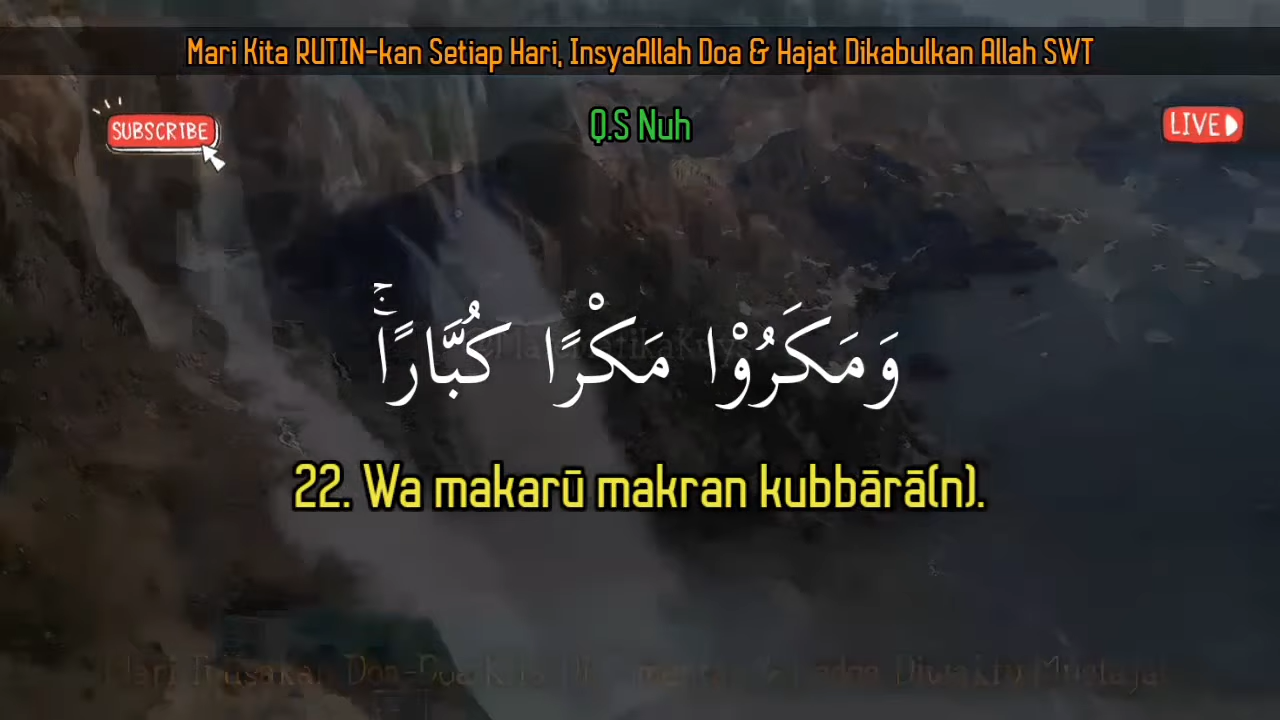 Mari Kita RUTIN-kan Setiap Hari, InsyaAllah Doa & Hajat Dikabulkan Allah SWT
SUBSCRIBE
Q.S Nuh
LIVE
وَمَكَرُوْا مَكْرًا كُبَّارًاۚ
22. Wa makarū makran kubbārā(n).